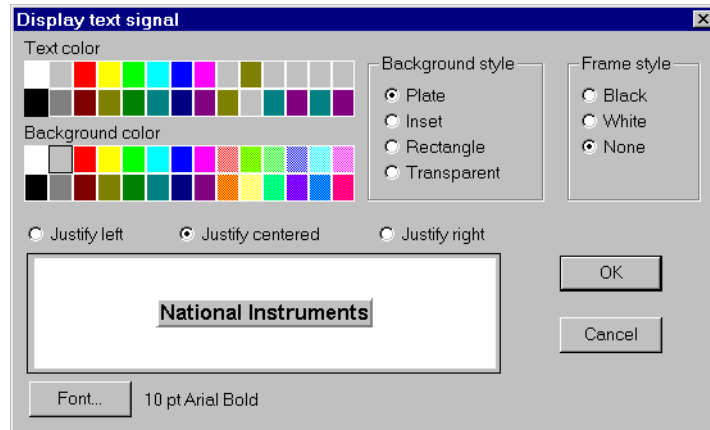 Display text signal
Text color
Background color
Background style
Plate
Inset
Rectangle
Transparent
Frame style
Black
White
None
Justify left
Justify centered
Justify right
National Instruments
OK
Cancel
Font...
10 pt Arial Bold